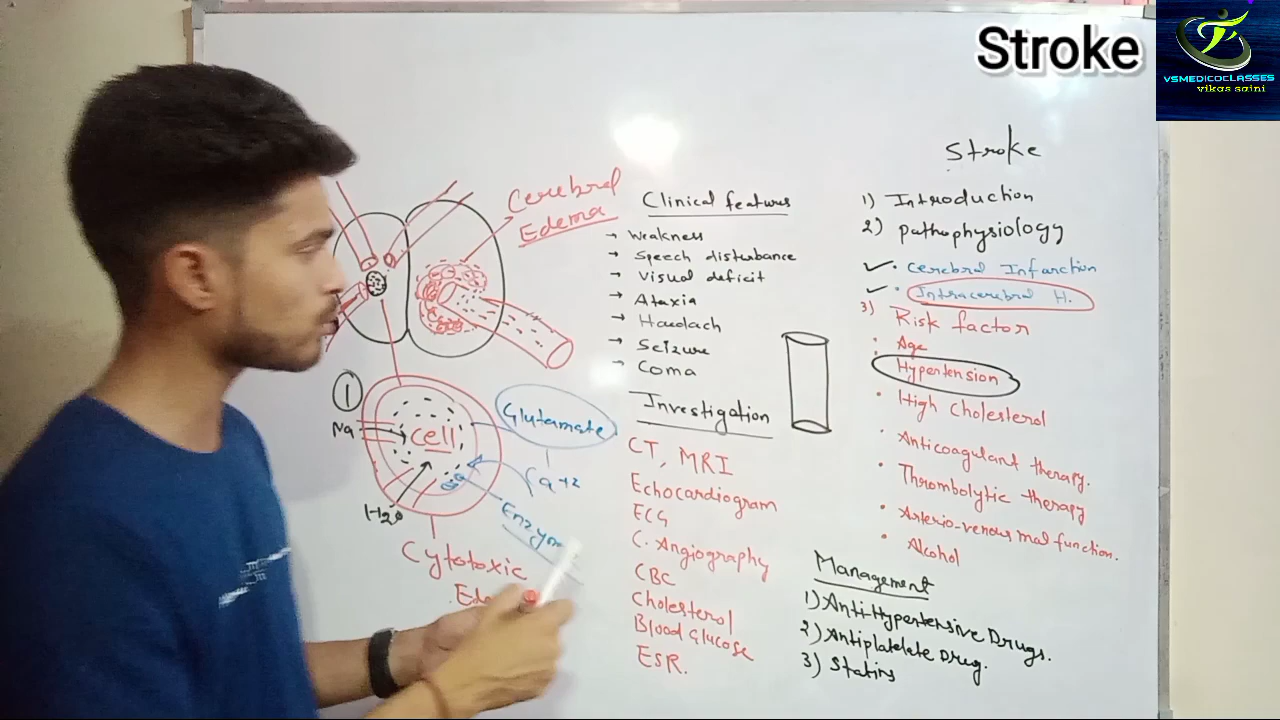 Stroke
VSMEDICOCLASSES
vikas saini
Stroke
1) Introduction
2) pathophysiology
Cerebral Infarction
Intracerebral H.
3) Risk factor
Age
Hypertension
High cholesterol
Anticoagulant therapy.
Thrombolytic therapy
Arterio-venous malfunction.
Alcohol
Management
1) AntiHypertensive Drugs.
2) Antiplatelate Drug.
3) Statins
Clinical features
→ Weakness
→ Speech disturbance
→ Visual deficit
→ Ataxia
→ Haedach
→ Seizure
→ Coma
Investigation
CT, MRI
Echocardiogram
ECG
C. Angiography
CBC
Cholesterol
Blood Glucose
ESR.
Cerebral
Edema
1
Na
cell
Glutamate
Ca+2
H2O
Cytotoxic